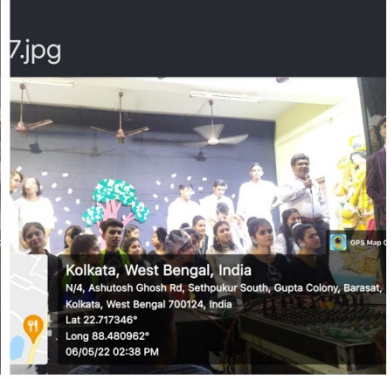 7.jpg
GPS Map C
Kolkata, West Bengal, India
N/4, Ashutosh Ghosh Rd, Sethpukur South, Gupta Colony, Barasat,
Kolkata, West Bengal 700124, India
Lat 22.717346°
Long 88.480962°
06/05/22 02:38 PM